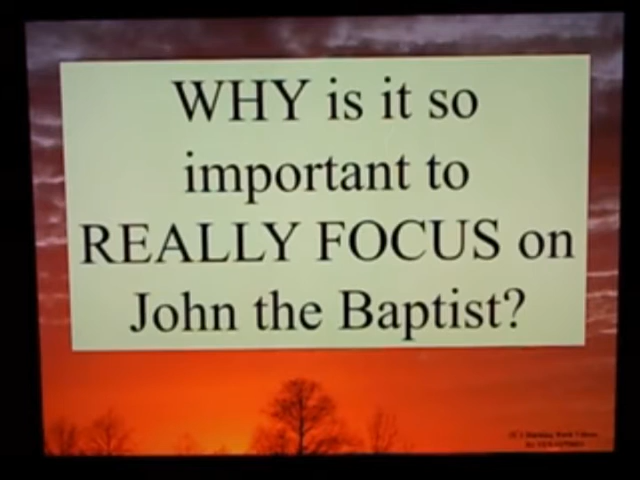 WHY is it so
important to
REALLY FOCUS on
John the Baptist?